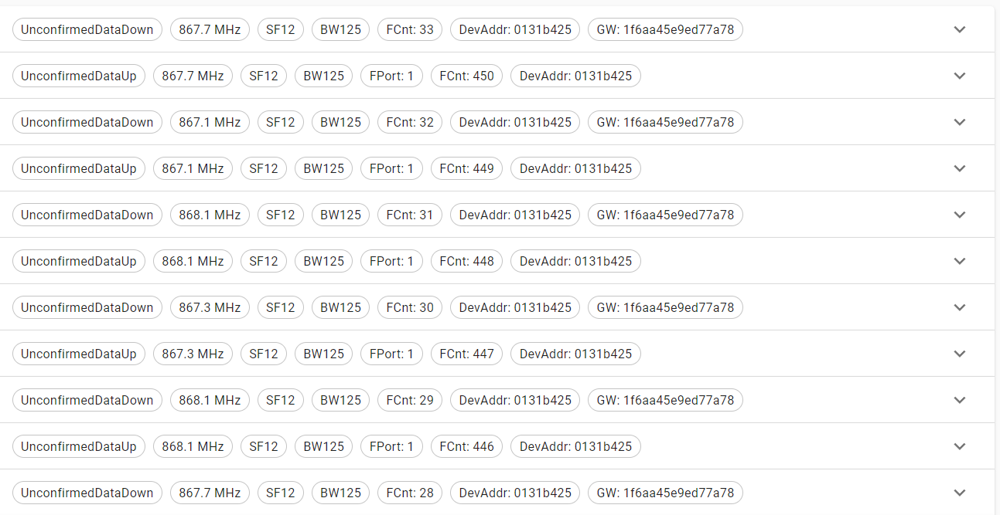 UnconfirmedDataDown 867.7 MHz SF12 BW125 FCnt: 33 DevAddr: 0131b425 GW: 1f6aa45e9ed77a78
UnconfirmedDataUp 867.7 MHz SF12 BW125 FPort: 1 FCnt: 450 DevAddr: 0131b425
UnconfirmedDataDown 867.1 MHz SF12 BW125 FCnt: 32 DevAddr: 0131b425 GW: 1f6aa45e9ed77a78
UnconfirmedDataUp 867.1 MHz SF12 BW125 FPort: 1 FCnt: 449 DevAddr: 0131b425
UnconfirmedDataDown 868.1 MHz SF12 BW125 FCnt: 31 DevAddr: 0131b425 GW: 1f6aa45e9ed77a78
UnconfirmedDataUp 868.1 MHz SF12 BW125 FPort: 1 FCnt: 448 DevAddr: 0131b425
UnconfirmedDataDown 867.3 MHz SF12 BW125 FCnt: 30 DevAddr: 0131b425 GW: 1f6aa45e9ed77a78
UnconfirmedDataUp 867.3 MHz SF12 BW125 FPort: 1 FCnt: 447 DevAddr: 0131b425
UnconfirmedDataDown 868.1 MHz SF12 BW125 FCnt: 29 DevAddr: 0131b425 GW: 1f6aa45e9ed77a78
UnconfirmedDataUp 868.1 MHz SF12 BW125 FPort: 1 FCnt: 446 DevAddr: 0131b425
UnconfirmedDataDown 867.7 MHz SF12 BW125 FCnt: 28 DevAddr: 0131b425 GW: 1f6aa45e9ed77a78